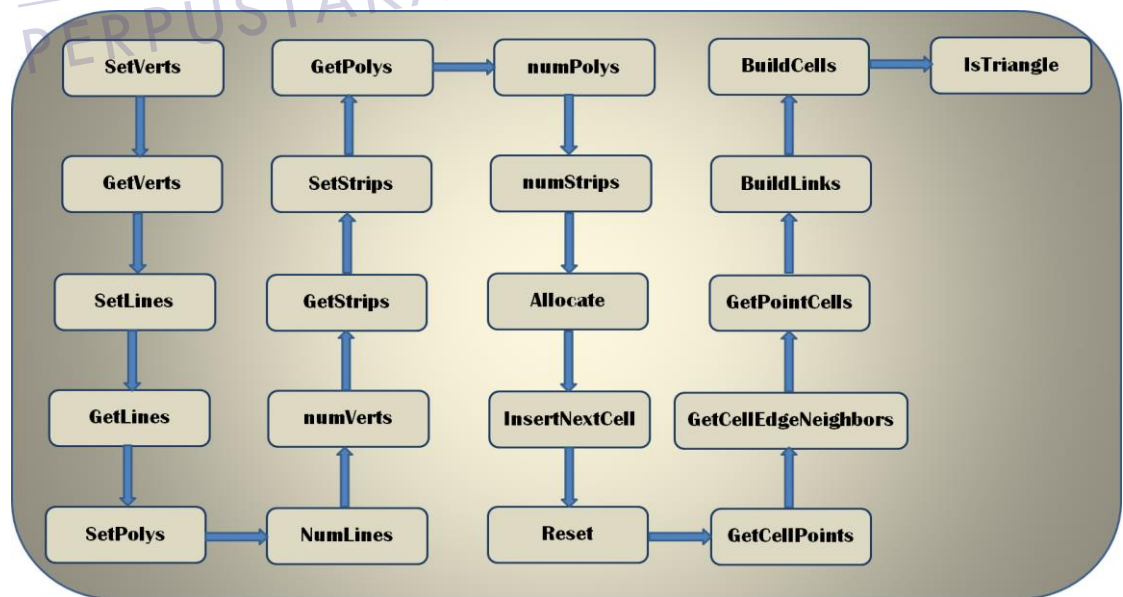 PERPUSTAKA
SetVerts
GetVerts
SetLines
GetLines
SetPolys
NumLines
numVerts
GetStrips
SetStrips
GetPolys
numPolys
numStrips
Allocate
InsertNextCell
Reset
GetCellPoints
GetCellEdgeNeighbors
GetPointCells
BuildLinks
BuildCells
IsTriangle